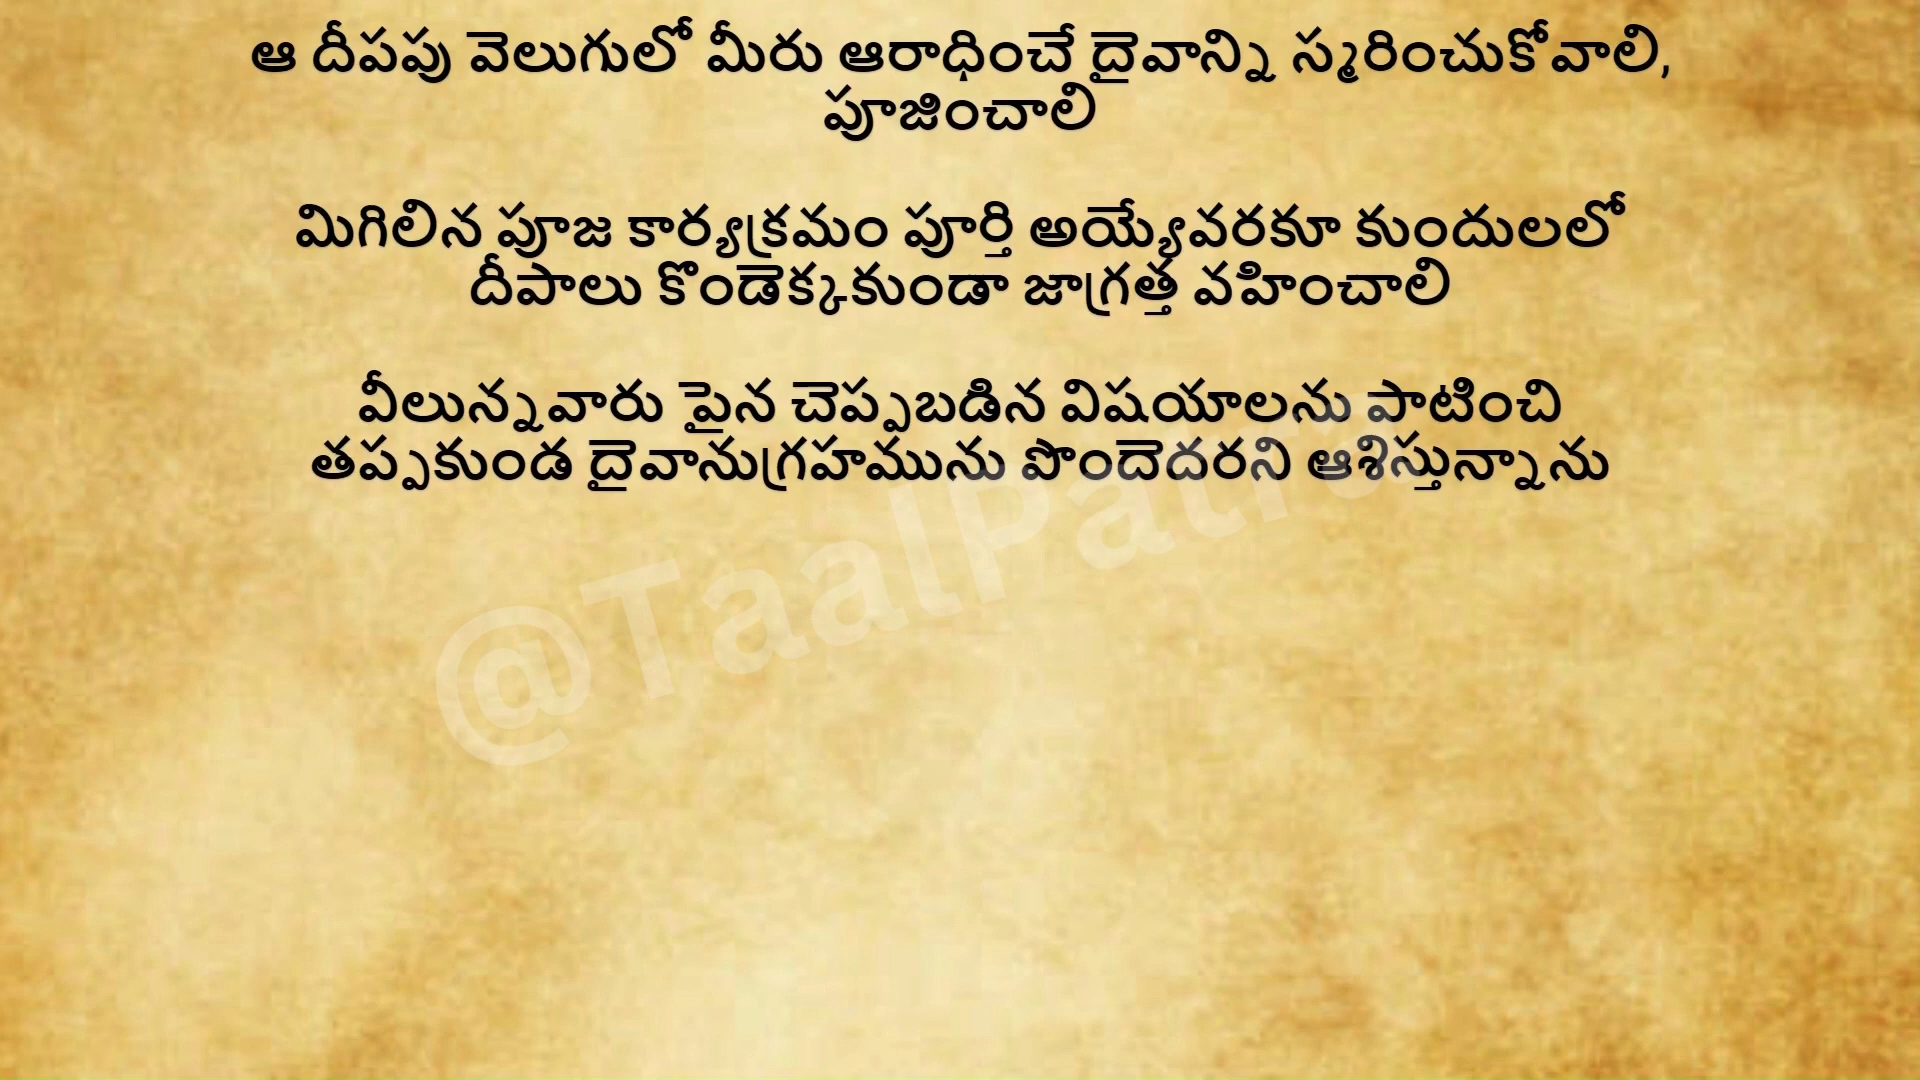 ఆ దీపపు వెలుగులో మీరు ఆరాధించే దైవాన్ని స్మరించుకోవాలి,
పూజించాలి
మిగిలిన పూజ కార్యక్రమం పూర్తి అయ్యేవరకూ కుందులలో
దీపాలు కొండెక్కకుండా జాగ్రత్త వహించాలి
వీలున్నవారు పైన చెప్పబడిన విషయాలను పాటించి
తప్పకుండ దైవానుగ్రహమును పొందెదరని ఆశిస్తున్నాను
@TaalPatra